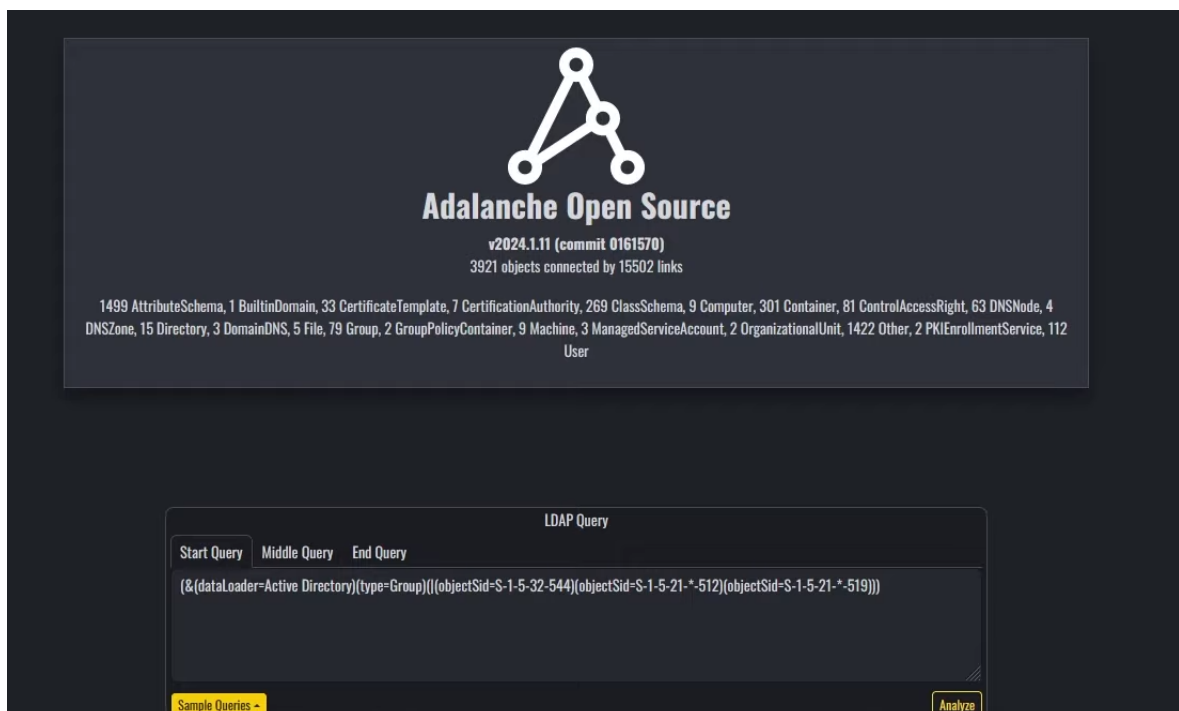 Adalanche Open Source
v2024.1.11 (commit 0161570)
3921 objects connected by 15502 links
1499 AttributeSchema, 1 BuiltinDomain, 33 CertificateTemplate, 7 CertificationAuthority, 269 ClassSchema, 9 Computer, 301 Container, 81 ControlAccessRight, 63 DNSNode, 4
DNSZone, 15 Directory, 3 DomainDNS, 5 File, 79 Group, 2 GroupPolicyContainer, 9 Machine, 3 ManagedServiceAccount, 2 OrganizationalUnit, 1422 Other, 2 PKIEnrollmentService, 112
User
LDAP Query
Start Query Middle Query End Query
(&(dataLoader=Active Directory)(type=Group)(|(objectSid=S-1-5-32-544)(objectSid=S-1-5-21-*-512)(objectSid=S-1-5-21-*-519)))
Sample Queries Analyze